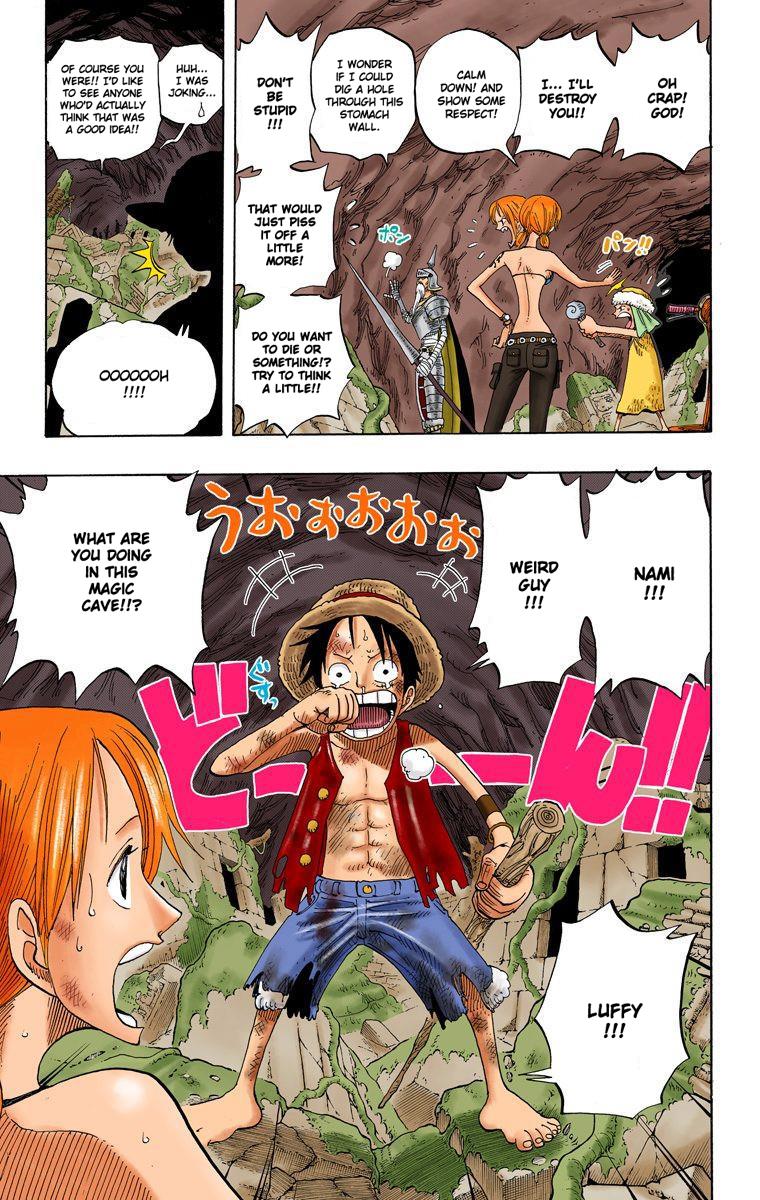 OH
CRAP!
GOD!
I... I'LL
DESTROY
YOU!!
CALM
DOWN! AND
SHOW SOME
RESPECT!
I WONDER
IF I COULD
DIG A HOLE
THROUGH THIS
STOMACH
WALL.
DON'T
BE
STUPID
!!!
THAT WOULD
JUST PISS
IT OFF A
LITTLE
MORE!
DO YOU WANT
TO DIE OR
SOMETHING!?
TRY TO THINK
A LITTLE!!
ポン
パン!!
HUH...
I WAS
JOKING...
OF COURSE YOU
WERE!! I'D LIKE
TO SEE ANYONE
WHO'D ACTUALLY
THINK THAT WAS
A GOOD IDEA!!
OOOOOOH
!!!!
うおぉおおお
NAMI
!!!
WEIRD
GUY
!!!
WHAT ARE
YOU DOING
IN THIS
MAGIC
CAVE!!?
ぐすっ
どーーん!!
LUFFY
!!!